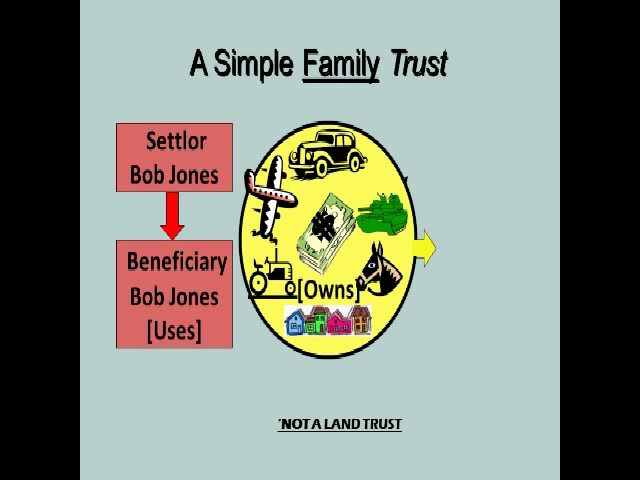 A Simple Family Trust
Settlor
Bob Jones
Beneficiary
Bob Jones
[Uses]
[Owns]
*NOT A LAND TRUST